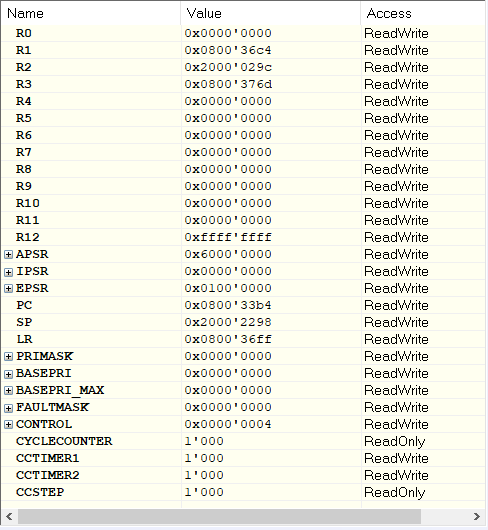 Name Value Access
R0 0x0000'0000 ReadWrite
R1 0x0800'36c4 ReadWrite
R2 0x2000'029c ReadWrite
R3 0x0800'376d ReadWrite
R4 0x0000'0000 ReadWrite
R5 0x0000'0000 ReadWrite
R6 0x0000'0000 ReadWrite
R7 0x0000'0000 ReadWrite
R8 0x0000'0000 ReadWrite
R9 0x0000'0000 ReadWrite
R10 0x0000'0000 ReadWrite
R11 0x0000'0000 ReadWrite
R12 0xffff'ffff ReadWrite
APSR 0x6000'0000 ReadWrite
IPSR 0x0000'0000 ReadWrite
EPSR 0x0100'0000 ReadWrite
PC 0x0800'33b4 ReadWrite
SP 0x2000'2298 ReadWrite
LR 0x0800'36ff ReadWrite
PRIMASK 0x0000'0000 ReadWrite
BASEPRI 0x0000'0000 ReadWrite
BASEPRI_MAX 0x0000'0000 ReadWrite
FAULTMASK 0x0000'0000 ReadWrite
CONTROL 0x0000'0004 ReadWrite
CYCLECOUNTER 1'000 ReadOnly
CCTIMER1 1'000 ReadWrite
CCTIMER2 1'000 ReadWrite
CCSTEP 1'000 ReadOnly